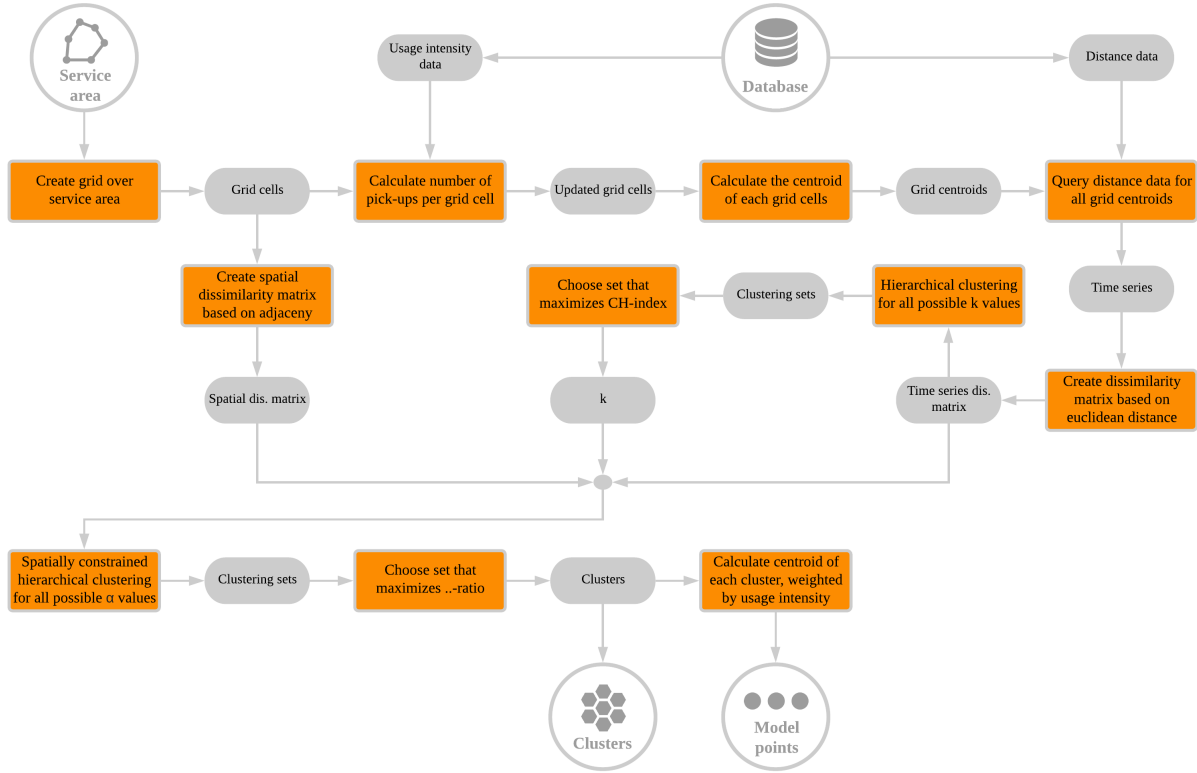 Service
area
Usage intensity
data
Database
Distance data
Create grid over
service area
Grid cells
Calculate number of
pick-ups per grid cell
Updated grid cells
Calculate the centroid
of each grid cells
Grid centroids
Query distance data for
all grid centroids
Create spatial
dissimilarity matrix
based on adjaceny
Choose set that
maximizes CH-index
Clustering sets
Hierarchical clustering
for all possible k values
Time series
Spatial dis. matrix
k
Time series dis.
matrix
Create dissimilarity
matrix based on
euclidean distance
Spatially constrained
hierarchical clustering
for all possible α values
Clustering sets
Choose set that
maximizes ..-ratio
Clusters
Calculate centroid of
each cluster, weighted
by usage intensity
Clusters
Model
points